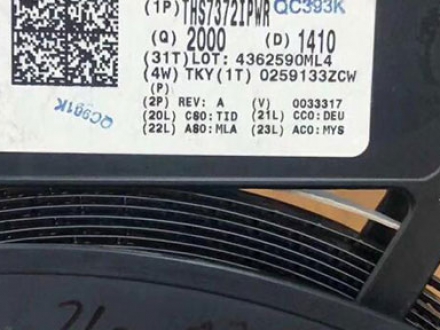 (1P) THS7372IPWR QC393K
(Q) 2000 (D) 1410
(31T)LOT: 4362590ML4
(4W) TKY(1T) 0259133ZCW
(P)
(2P) REV: A (V) 0033317
(20L) CSO:TID (21L) CCO:DEU
(22L) ASO:MLA (23L) ACO:MYS
QC991K